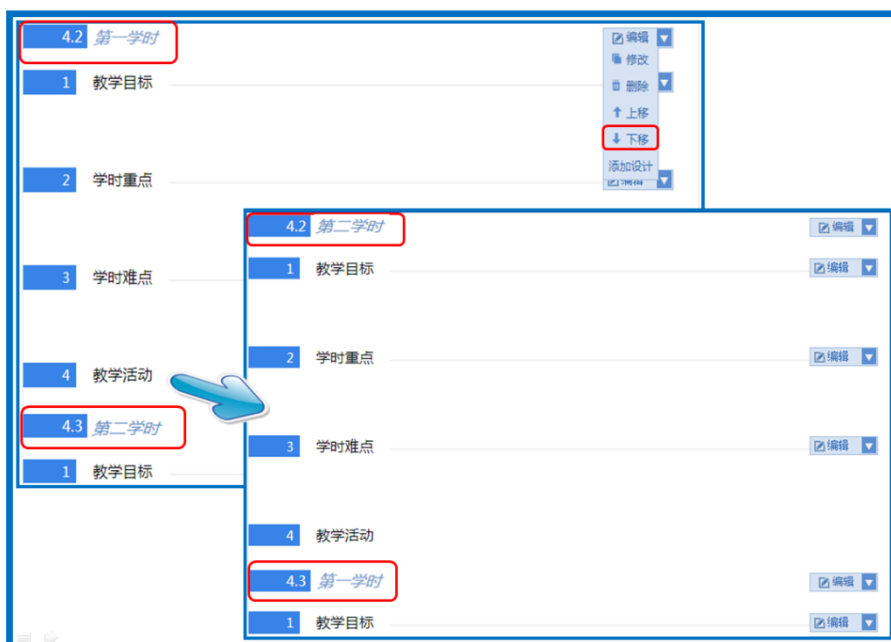 4.2 第一学时 编辑
修改
1 教学目标
删除
上移
下移
添加设计
2 学时重点 编辑
3 学时难点
4 教学活动
4.3 第二学时
1 教学目标
4.2 第二学时 编辑
1 教学目标 编辑
2 学时重点 编辑
3 学时难点 编辑
4 教学活动
4.3 第一学时 编辑
1 教学目标 编辑